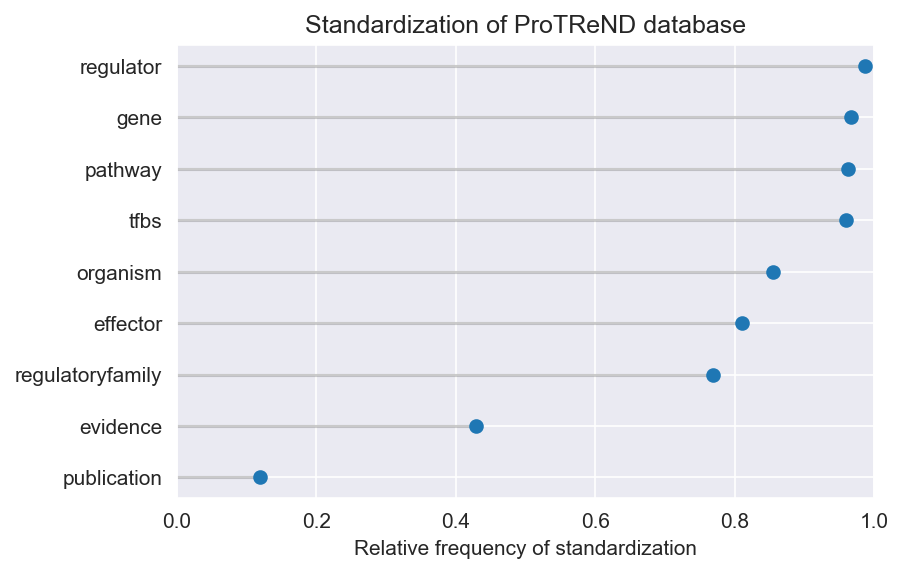 Standardization of ProTReND database
regulator
gene
pathway
tfbs
organism
effector
regulatoryfamily
evidence
publication
0.0 0.2 0.4 0.6 0.8 1.0
Relative frequency of standardization